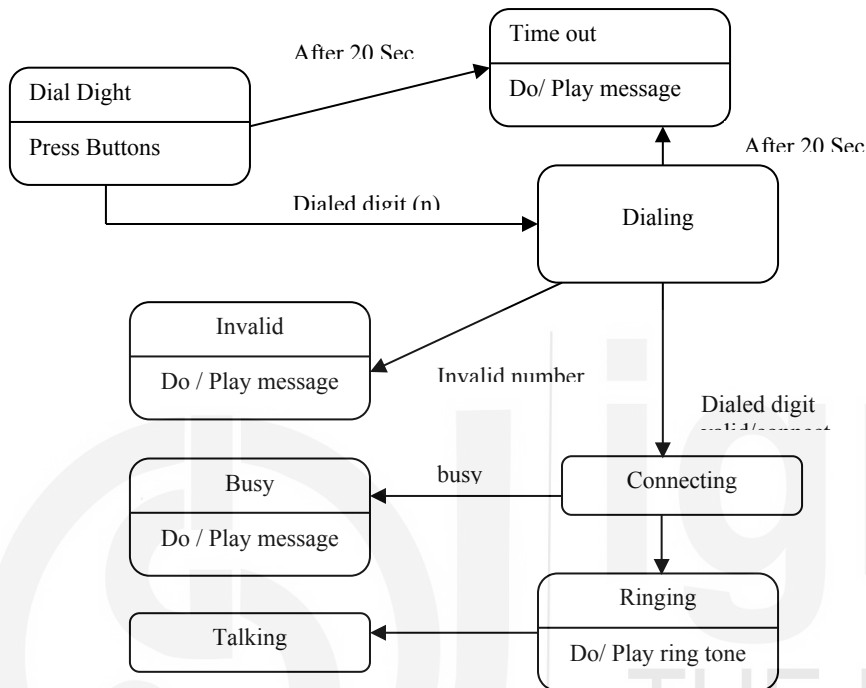 Time out
After 20 Sec
Dial Dight
Do/ Play message
Press Buttons
After 20 Sec
Dialed digit (n)
Dialing
Invalid
Do / Play message
Invalid number
Dialed digit
valid/connect
Busy
busy
Connecting
Do / Play message
Ringing
Talking
Do/ Play ring tone